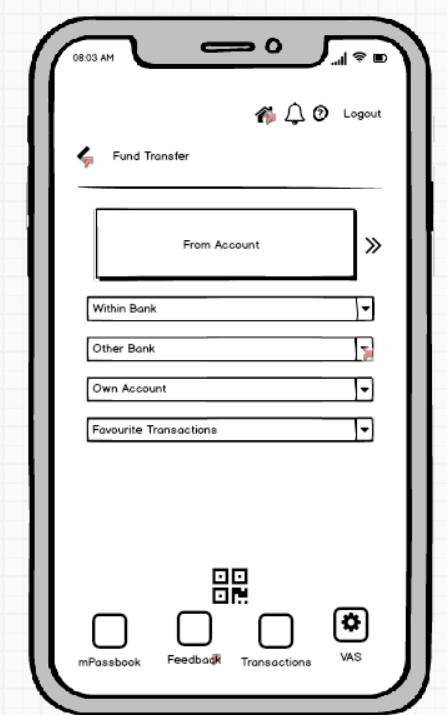 08:03 AM
Logout
Fund Transfer
From Account
Within Bank
Other Bank
Own Account
Favourite Transactions
mPassbook
Feedback
Transactions
VAS